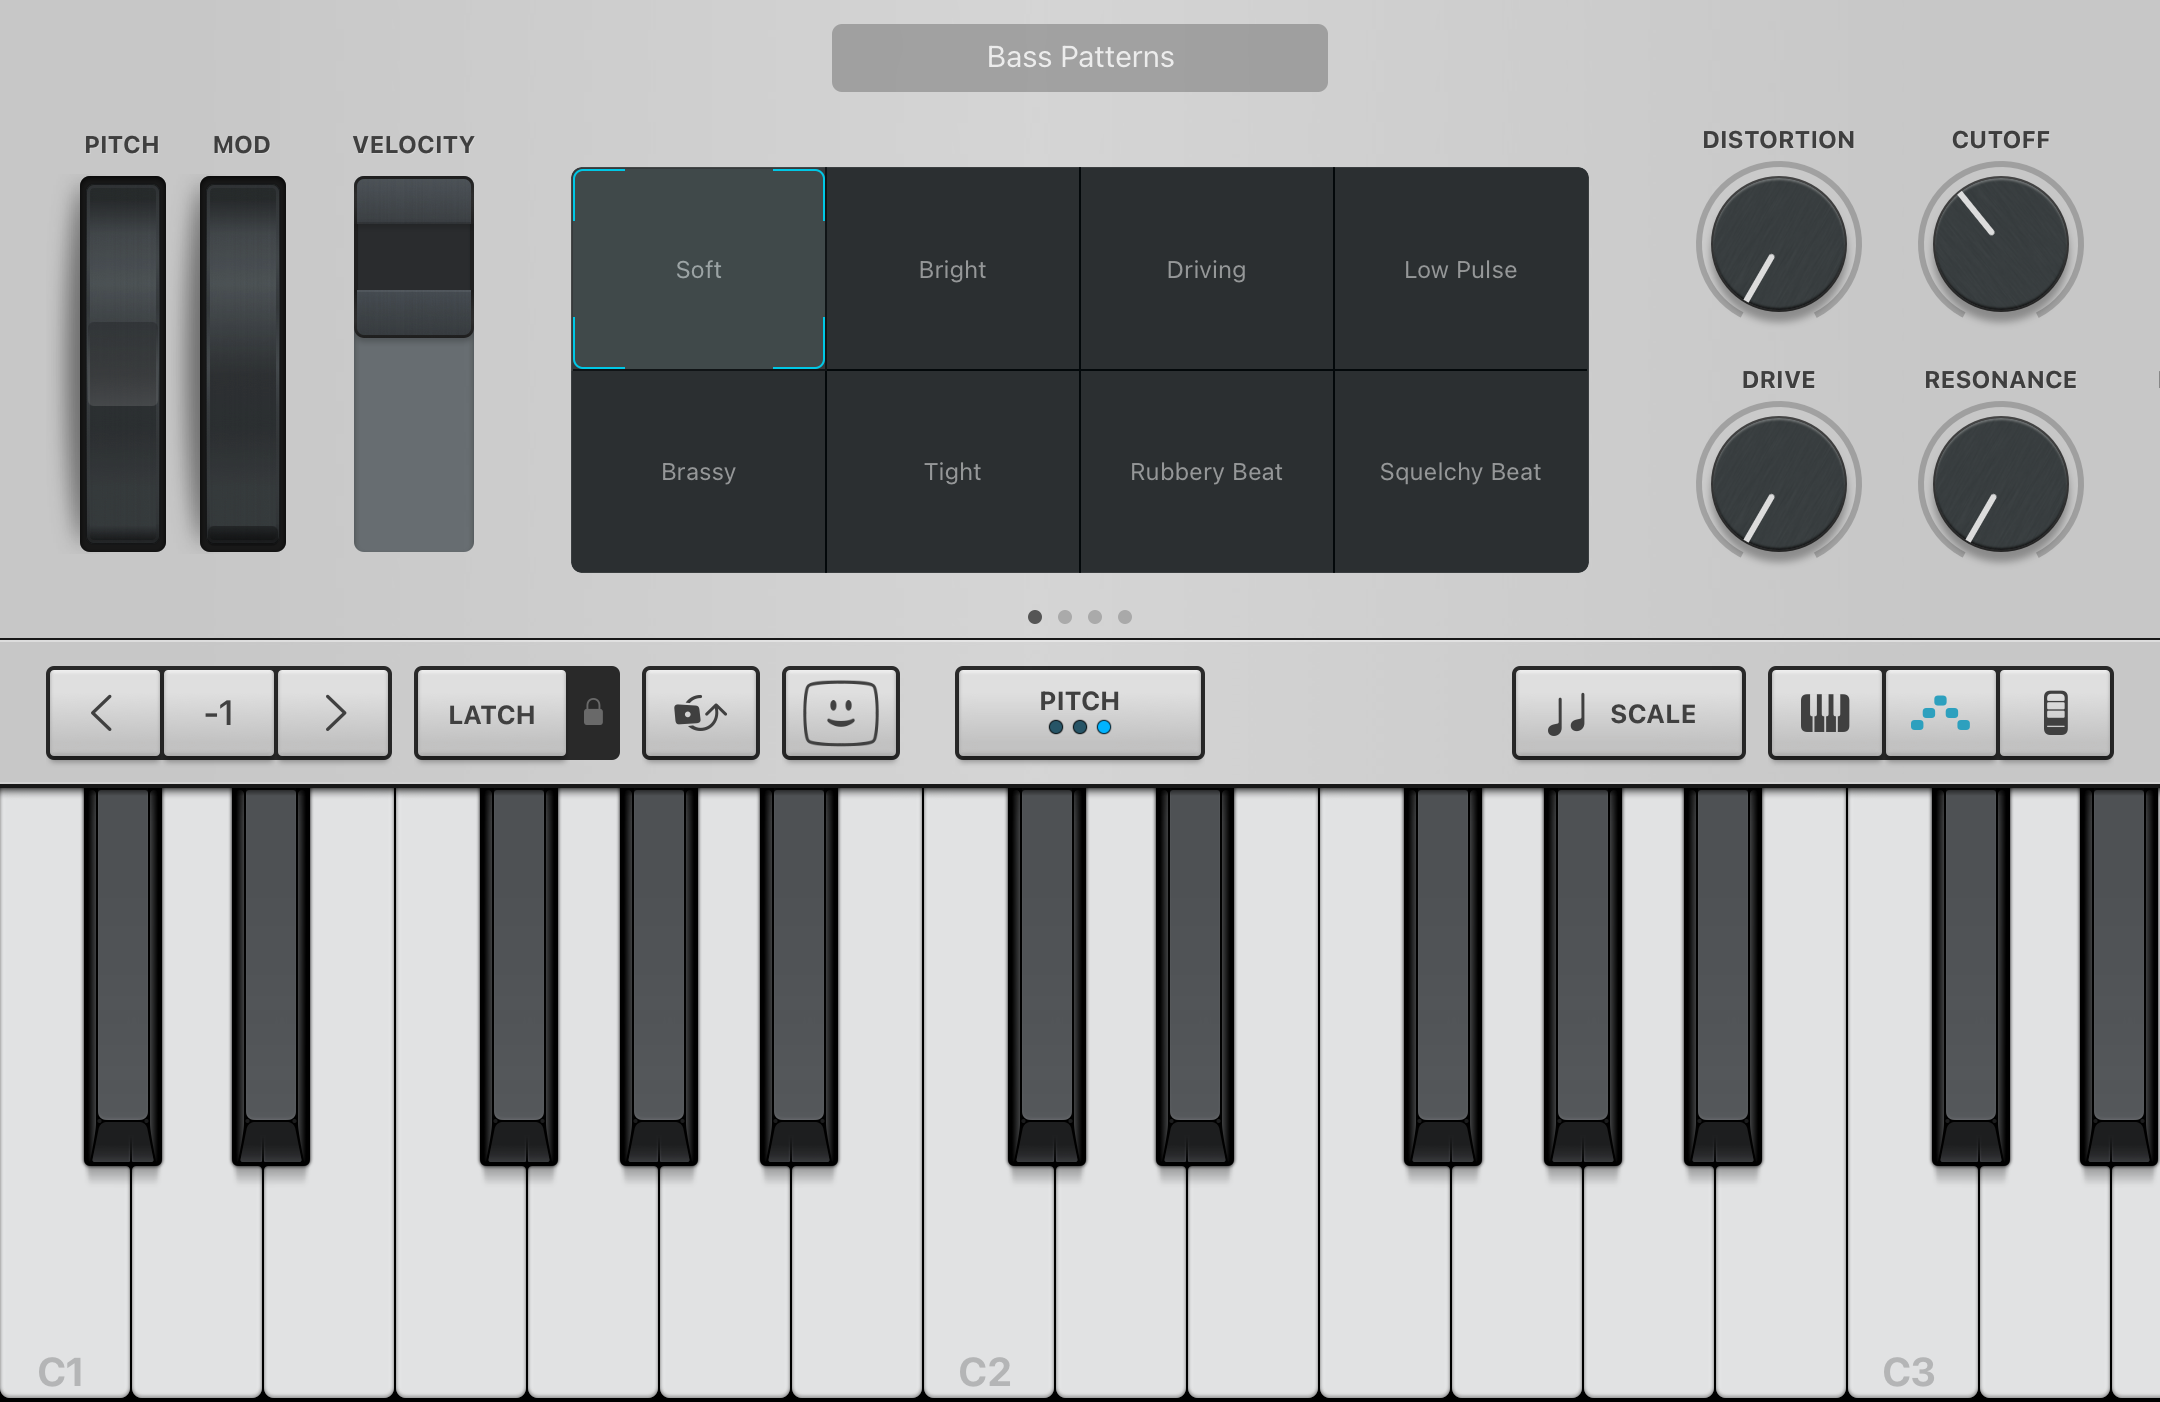 Bass Patterns
PITCH MOD VELOCITY
DISTORTION CUTOFF
Soft Bright Driving Low Pulse
DRIVE RESONANCE
Brassy Tight Rubbery Beat Squelchy Beat
-1 LATCH PITCH SCALE
C1 C2 C3